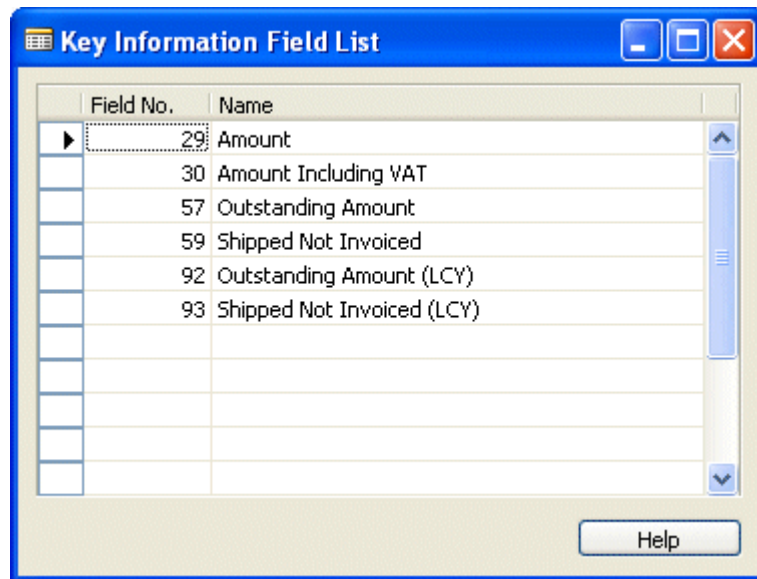 Key Information Field List
Field No. Name
29 Amount
30 Amount Including VAT
57 Outstanding Amount
59 Shipped Not Invoiced
92 Outstanding Amount (LCY)
93 Shipped Not Invoiced (LCY)
Help